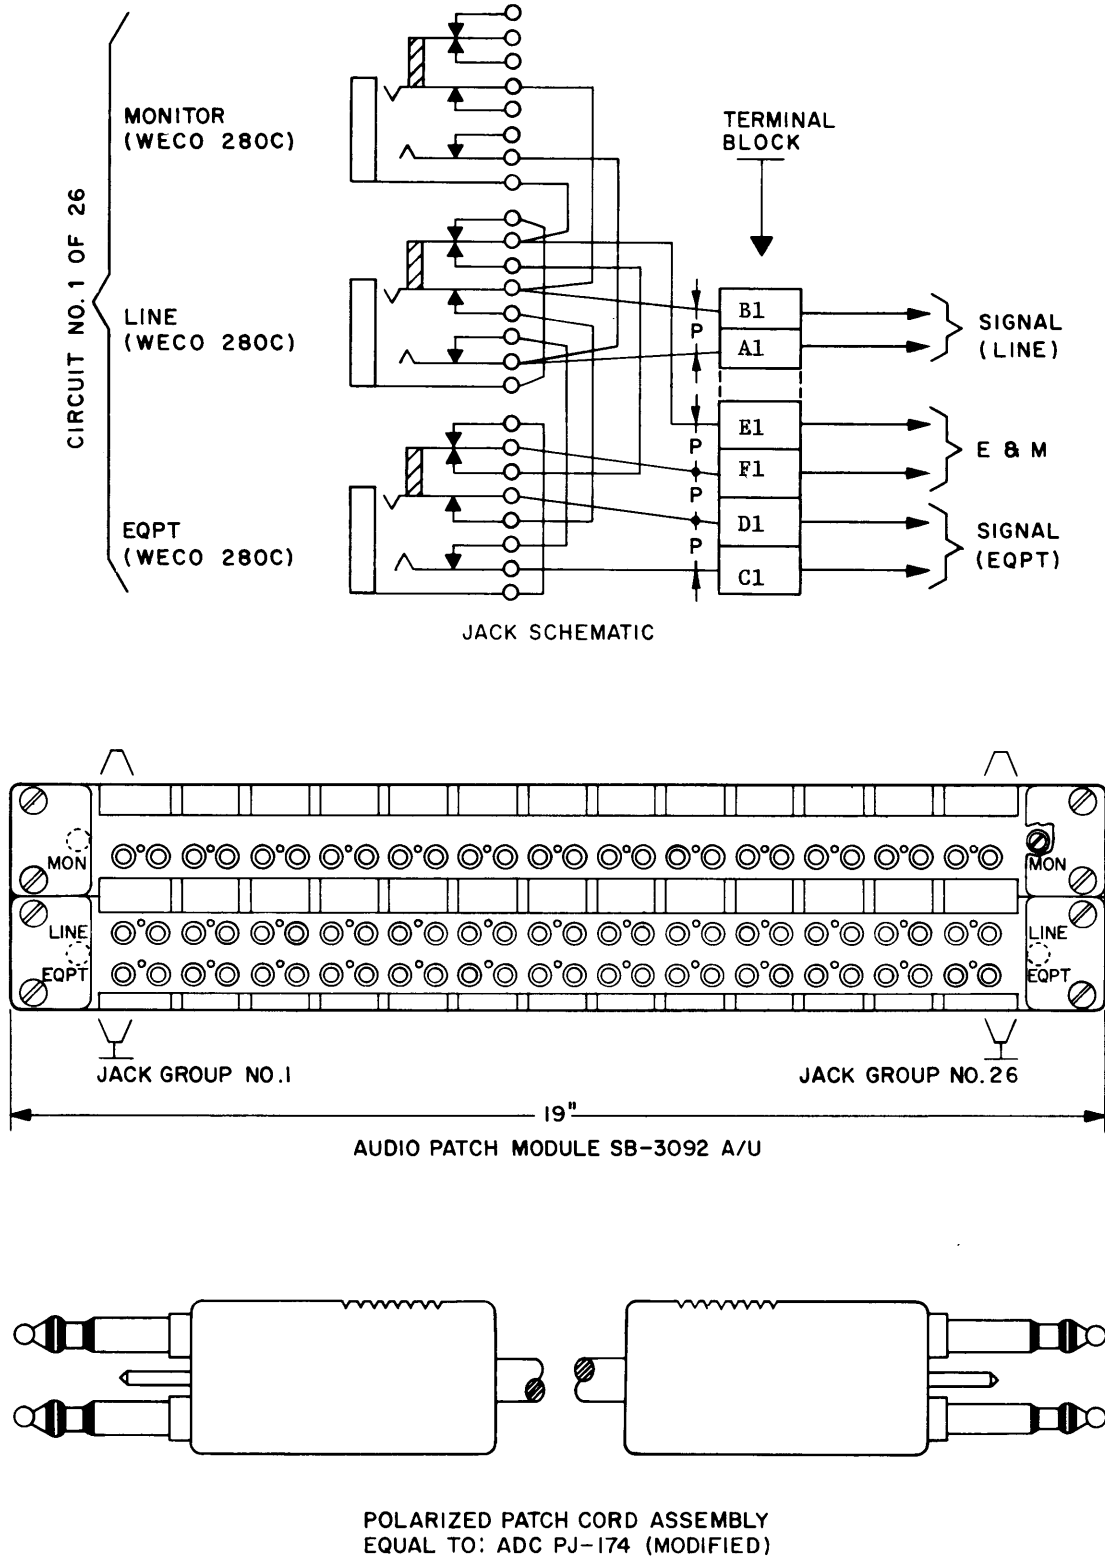 CIRCUIT NO. 1 OF 26
MONITOR
(WECO 280C)
LINE
(WECO 280C)
EQPT
(WECO 280C)
TERMINAL
BLOCK
P
P
P
P
B1
A1
E1
F1
D1
C1
SIGNAL
(LINE)
E & M
SIGNAL
(EQPT)
JACK SCHEMATIC
MON
MON
LINE
LINE
EQPT
EQPT
JACK GROUP NO.1
JACK GROUP NO.26
19"
AUDIO PATCH MODULE SB-3092 A/U
POLARIZED PATCH CORD ASSEMBLY
EQUAL TO: ADC PJ-174 (MODIFIED)